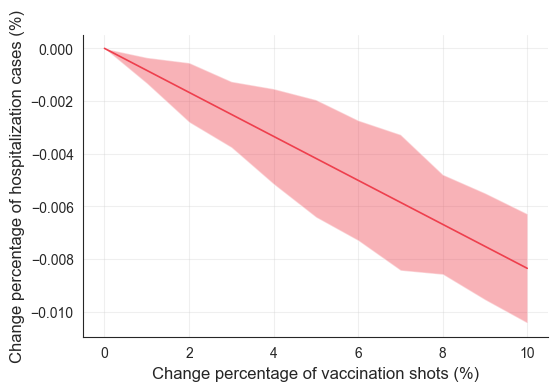 Change percentage of hospitalization cases (%)
0.000
−0.002
−0.004
−0.006
−0.008
−0.010
0 2 4 6 8 10
Change percentage of vaccination shots (%)